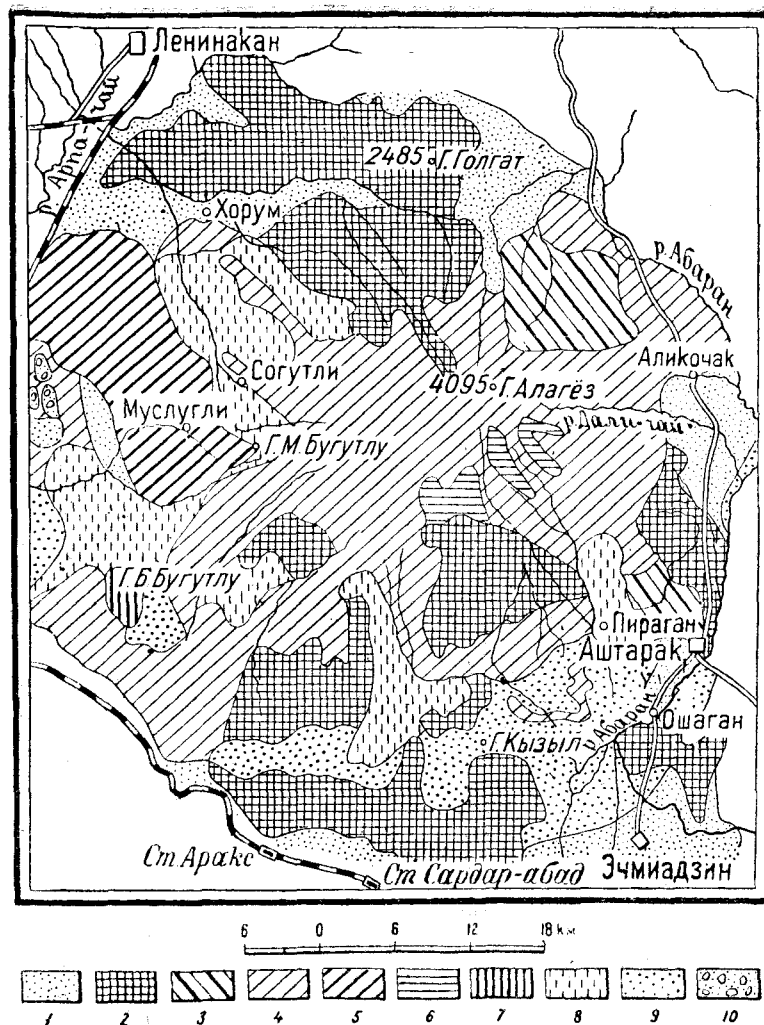 Ленинакан
р. Арпа-чай
2485 Г. Голгат
Хорум
р. Абаран
Согутли
4095 Г. Алагёз
Аликочак
Муслугли
р. Дали-чай
Г. М. Бугутлу
Г. Б. Бугутлу
Пираган
Аштарак
р. Абаран
Ошаган
Г. Кызыл
Ст. Аракс
Ст. Сардар-абад
Эчмиадзин
6 0 6 12 18 км
1 2 3 4 5 6 7 8 9 10